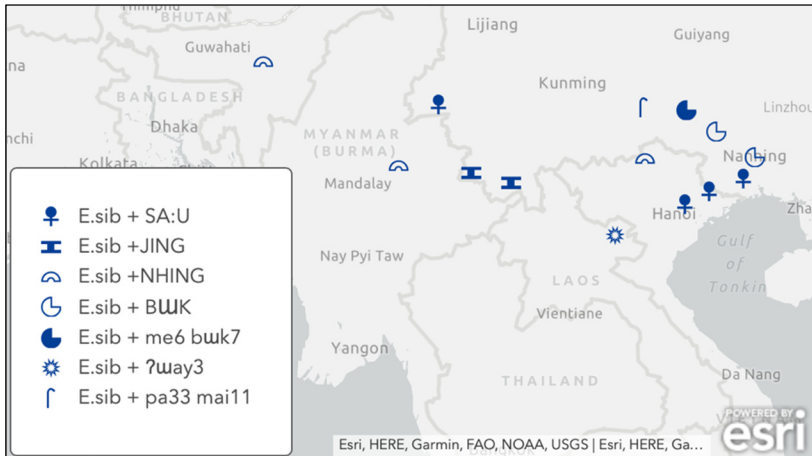 Thimphu
BHUTAN
Lijiang
Guwahati
Guiyang
na
Kunming
BANGLADESH
Linzhou
Dhaka
MYANMAR
(BURMA)
nchi
Kolkata
Nanning
Mandalay
Hanoi
Zha
E.sib + SA:U
E.sib +JING
E.sib +NHING
E.sib + BɯK
E.sib + me6 bɯk7
E.sib + ʔɯay3
E.sib + pa33 mai11
Gulf
of
Tonkin
Nay Pyi Taw
LAOS
Vientiane
Yangon
Da Nang
THAILAND
VIETNAM
POWERED BY
esri
Esri, HERE, Garmin, FAO, NOAA, USGS | Esri, HERE, Ga...
Bangkok